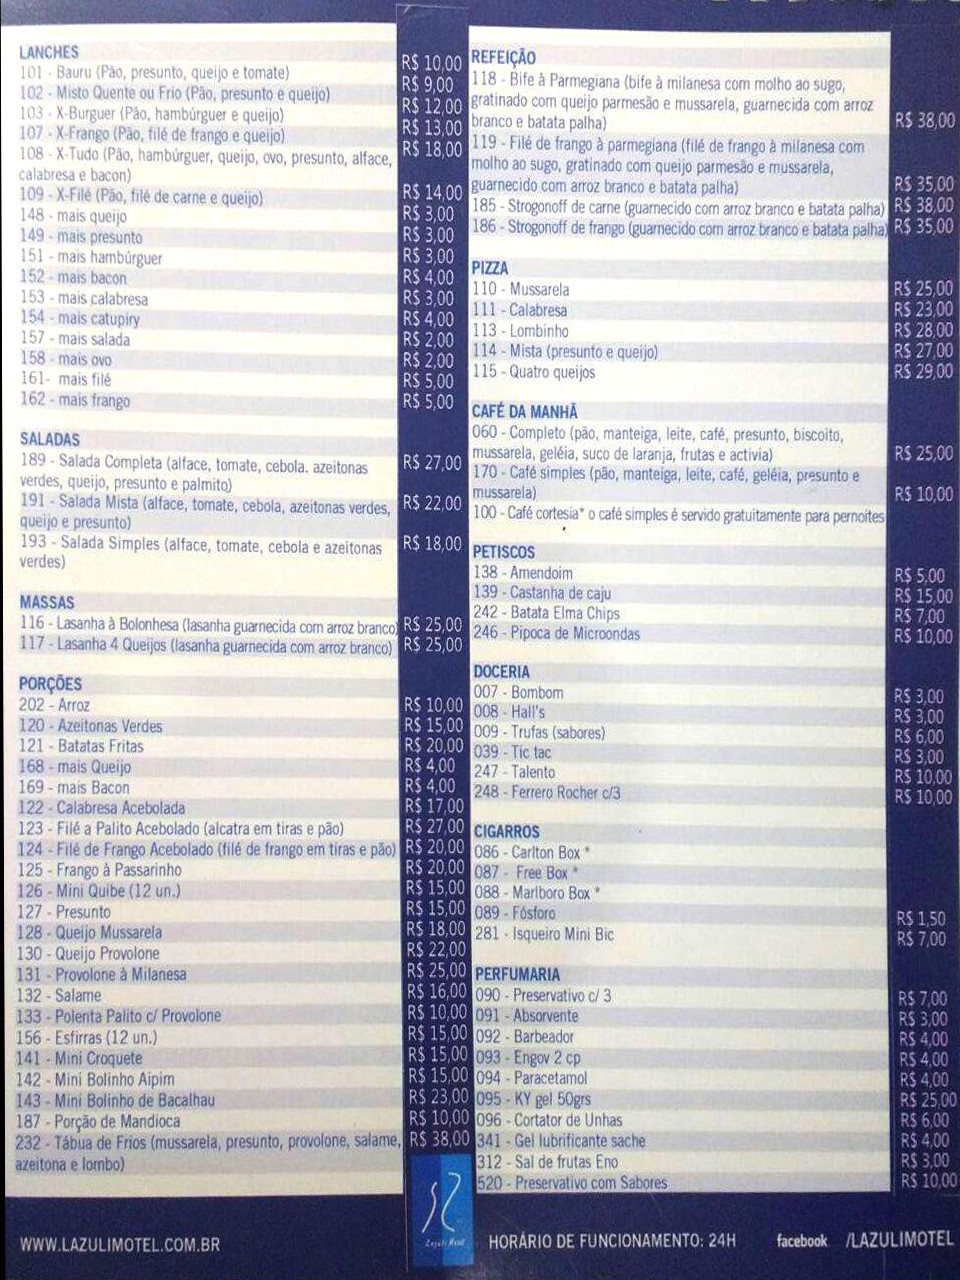 LANCHES
101 - Bauru (Pão, presunto, queijo e tomate) R$ 10,00
102 - Misto Quente ou Frio (Pão, presunto e queijo) R$ 9,00
103 - X-Burguer (Pão, hambúrguer e queijo) R$ 12,00
107 - X-Frango (Pão, filé de frango e queijo) R$ 13,00
108 - X-Tudo (Pão, hambúrguer, queijo, ovo, presunto, alface, R$ 18,00
calabresa e bacon)
109 - X-Filé (Pão, filé de carne e queijo) R$ 14,00
148 - mais queijo R$ 3,00
149 - mais presunto R$ 3,00
151 - mais hambúrguer R$ 3,00
152 - mais bacon R$ 4,00
153 - mais calabresa R$ 3,00
154 - mais catupiry R$ 4,00
157 - mais salada R$ 2,00
158 - mais ovo R$ 2,00
161- mais filé R$ 5,00
162 - mais frango R$ 5,00
SALADAS
189 - Salada Completa (alface, tomate, cebola. azeitonas R$ 27,00
verdes, queijo, presunto e palmito)
191 - Salada Mista (alface, tomate, cebola, azeitonas verdes, R$ 22,00
queijo e presunto)
193 - Salada Simples (alface, tomate, cebola e azeitonas R$ 18,00
verdes)
MASSAS
116 - Lasanha à Bolonhesa (lasanha guarnecida com arroz branco) R$ 25,00
117 - Lasanha 4 Queijos (lasanha guarnecida com arroz branco) R$ 25,00
PORÇÕES
202 - Arroz R$ 10,00
120 - Azeitonas Verdes R$ 15,00
121 - Batatas Fritas R$ 20,00
168 - mais Queijo R$ 4,00
169 - mais Bacon R$ 4,00
122 - Calabresa Acebolada R$ 17,00
123 - Filé a Palito Acebolado (alcatra em tiras e pão) R$ 27,00
124 - Filé de Frango Acebolado (filé de frango em tiras e pão) R$ 20,00
125 - Frango à Passarinho R$ 20,00
126 - Mini Quibe (12 un.) R$ 15,00
127 - Presunto R$ 15,00
128 - Queijo Mussarela R$ 18,00
130 - Queijo Provolone R$ 22,00
131 - Provolone à Milanesa R$ 25,00
132 - Salame R$ 16,00
133 - Polenta Palito c/ Provolone R$ 10,00
156 - Esfirras (12 un.) R$ 15,00
141 - Mini Croquete R$ 15,00
142 - Mini Bolinho Aipim R$ 15,00
143 - Mini Bolinho de Bacalhau R$ 23,00
187 - Porção de Mandioca R$ 10,00
232 - Tábua de Frios (mussarela, presunto, provolone, salame, R$ 38,00
azeitona e lombo)
REFEIÇÃO
118 - Bife à Parmegiana (bife à milanesa com molho ao sugo,
gratinado com queijo parmesão e mussarela, guarnecida com arroz
branco e batata palha) R$ 38,00
119 - Filé de frango à parmegiana (filé de frango à milanesa com
molho ao sugo, gratinado com queijo parmesão e mussarela,
guarnecido com arroz branco e batata palha) R$ 35,00
185 - Strogonoff de carne (guarnecido com arroz branco e batata palha) R$ 38,00
186 - Strogonoff de frango (guarnecido com arroz branco e batata palha) R$ 35,00
PIZZA
110 - Mussarela R$ 25,00
111 - Calabresa R$ 23,00
113 - Lombinho R$ 28,00
114 - Mista (presunto e queijo) R$ 27,00
115 - Quatro queijos R$ 29,00
CAFÉ DA MANHÃ
060 - Completo (pão, manteiga, leite, café, presunto, biscoito,
mussarela, geléia, suco de laranja, frutas e activia) R$ 25,00
170 - Café simples (pão, manteiga, leite, café, geléia, presunto e
mussarela) R$ 10,00
100 - Café cortesia* o café simples é servido gratuitamente para pernoites
PETISCOS
138 - Amendoim R$ 5,00
139 - Castanha de caju R$ 15,00
242 - Batata Elma Chips R$ 7,00
246 - Pipoca de Microondas R$ 10,00
DOCERIA
007 - Bombom R$ 3,00
008 - Hall's R$ 3,00
009 - Trufas (sabores) R$ 6,00
039 - Tic tac R$ 3,00
247 - Talento R$ 10,00
248 - Ferrero Rocher c/3 R$ 10,00
CIGARROS
086 - Carlton Box *
087 - Free Box *
088 - Marlboro Box *
089 - Fósforo R$ 1,50
281 - Isqueiro Mini Bic R$ 7,00
PERFUMARIA
090 - Preservativo c/ 3 R$ 7,00
091 - Absorvente R$ 3,00
092 - Barbeador R$ 4,00
093 - Engov 2 cp R$ 4,00
094 - Paracetamol R$ 4,00
095 - KY gel 50grs R$ 25,00
096 - Cortator de Unhas R$ 6,00
341 - Gel lubrificante sache R$ 4,00
312 - Sal de frutas Eno R$ 3,00
520 - Preservativo com Sabores R$ 10,00
Lazuli Motel
WWW.LAZULIMOTEL.COM.BR
HORÁRIO DE FUNCIONAMENTO: 24H
facebook /LAZULIMOTEL